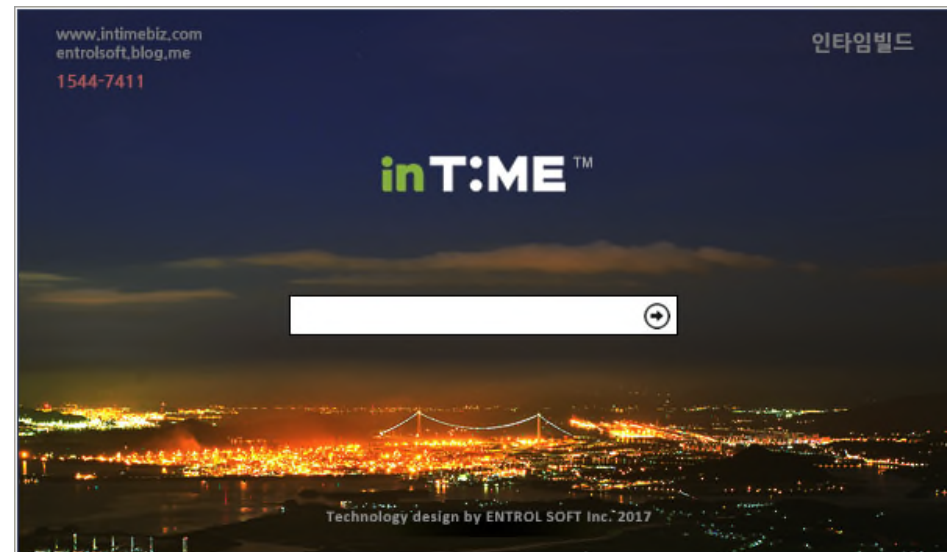 www.intimebiz.com
entrolsoft.blog.me
1544-7411
인타임빌드
inT:ME™
Technology design by ENTROL SOFT Inc. 2017